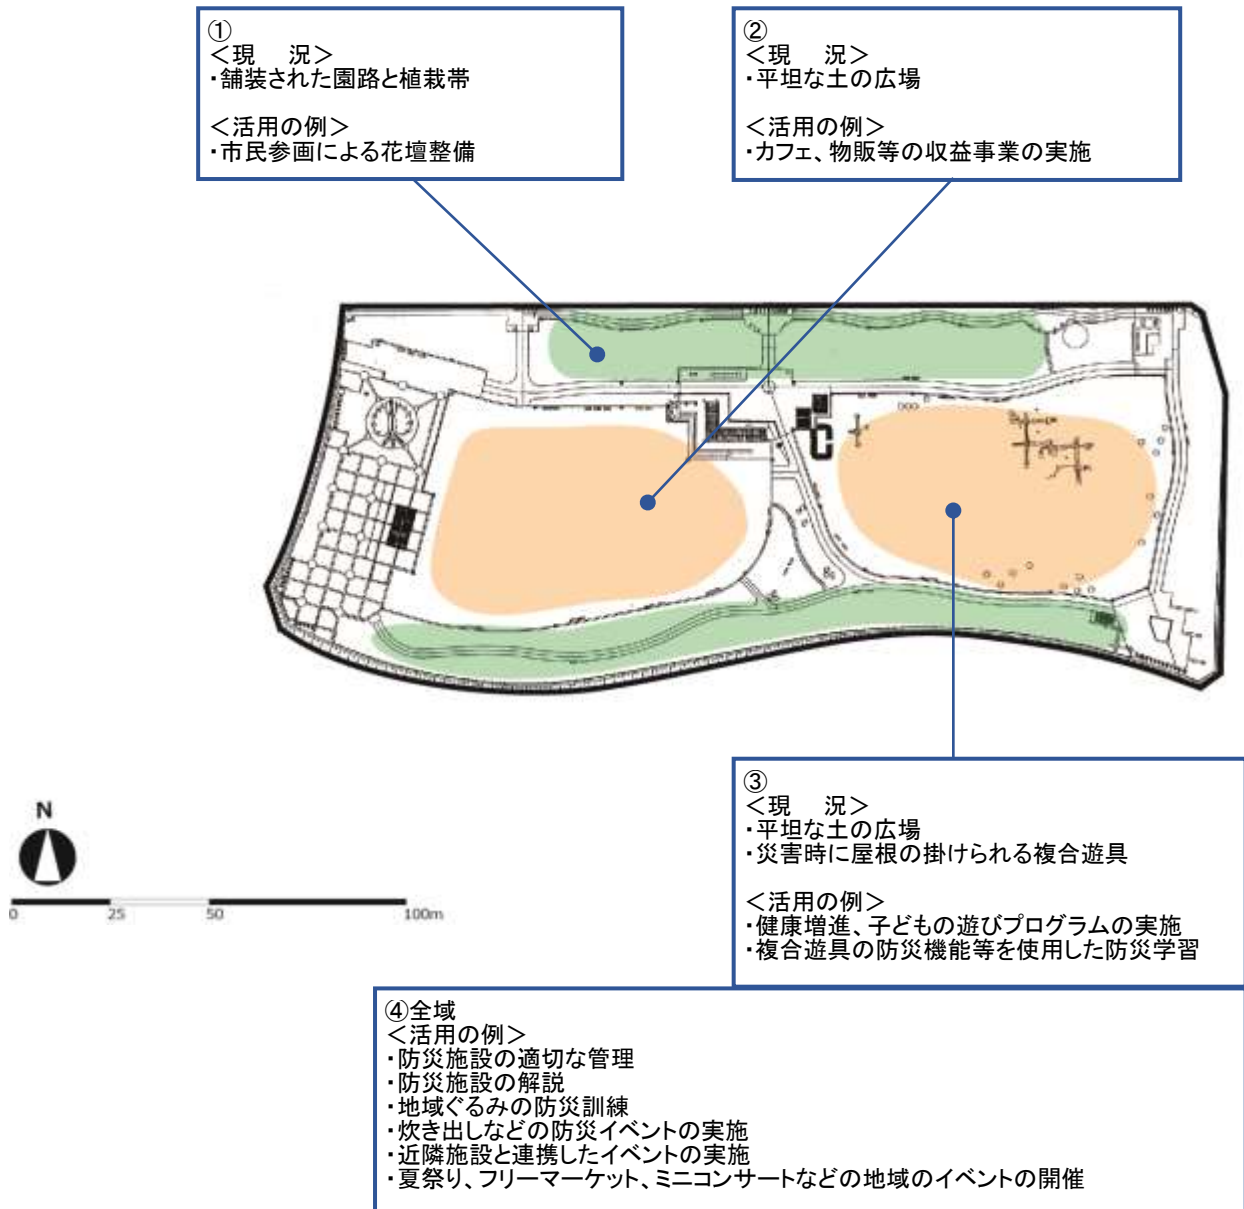 ①
＜現　況＞
・舗装された園路と植栽帯
＜活用の例＞
・市民参画による花壇整備
②
＜現　況＞
・平坦な土の広場
＜活用の例＞
・カフェ、物販等の収益事業の実施
③
＜現　況＞
・平坦な土の広場
・災害時に屋根の掛けられる複合遊具
＜活用の例＞
・健康増進、子どもの遊びプログラムの実施
・複合遊具の防災機能等を使用した防災学習
N
0 25 50 100m
④全域
＜活用の例＞
・防災施設の適切な管理
・防災施設の解説
・地域ぐるみの防災訓練
・炊き出しなどの防災イベントの実施
・近隣施設と連携したイベントの実施
・夏祭り、フリーマーケット、ミニコンサートなどの地域のイベントの開催